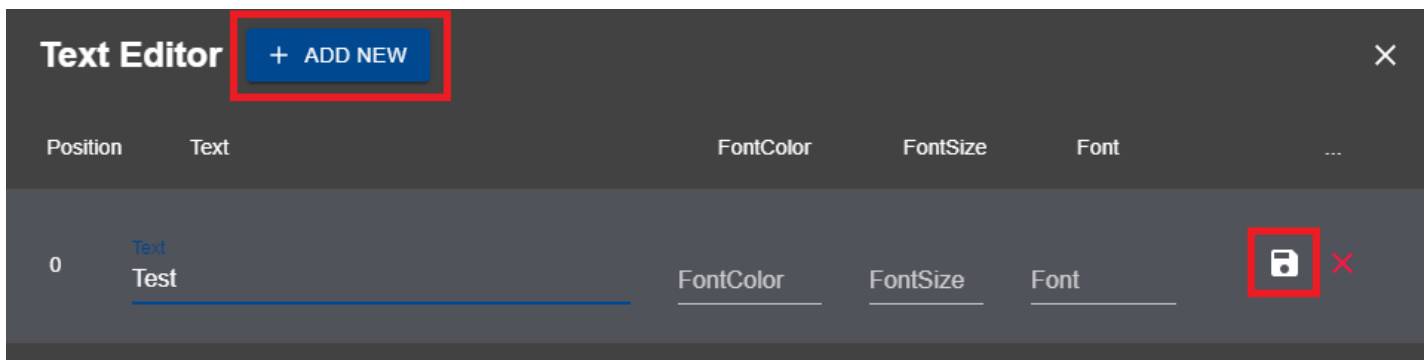 Text Editor + ADD NEW
Position Text FontColor FontSize Font ...
Text
0 Test FontColor FontSize Font